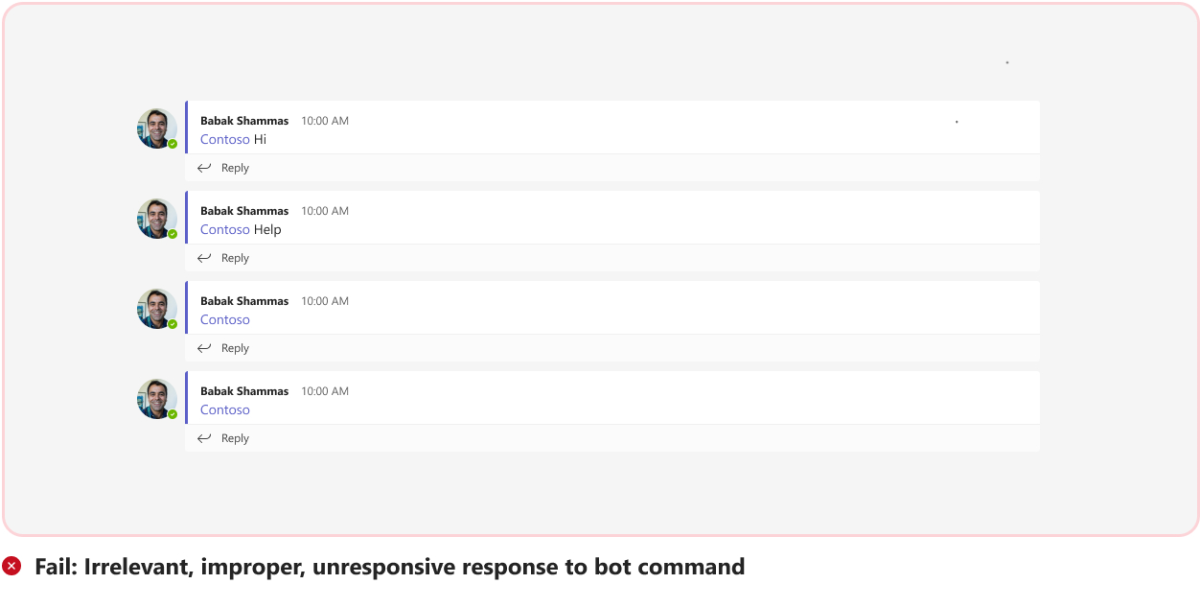 Babak Shammas 10:00 AM
Contoso Hi
Reply
Babak Shammas 10:00 AM
Contoso Help
Reply
Babak Shammas 10:00 AM
Contoso
Reply
Babak Shammas 10:00 AM
Contoso
Reply
Fail: Irrelevant, improper, unresponsive response to bot command